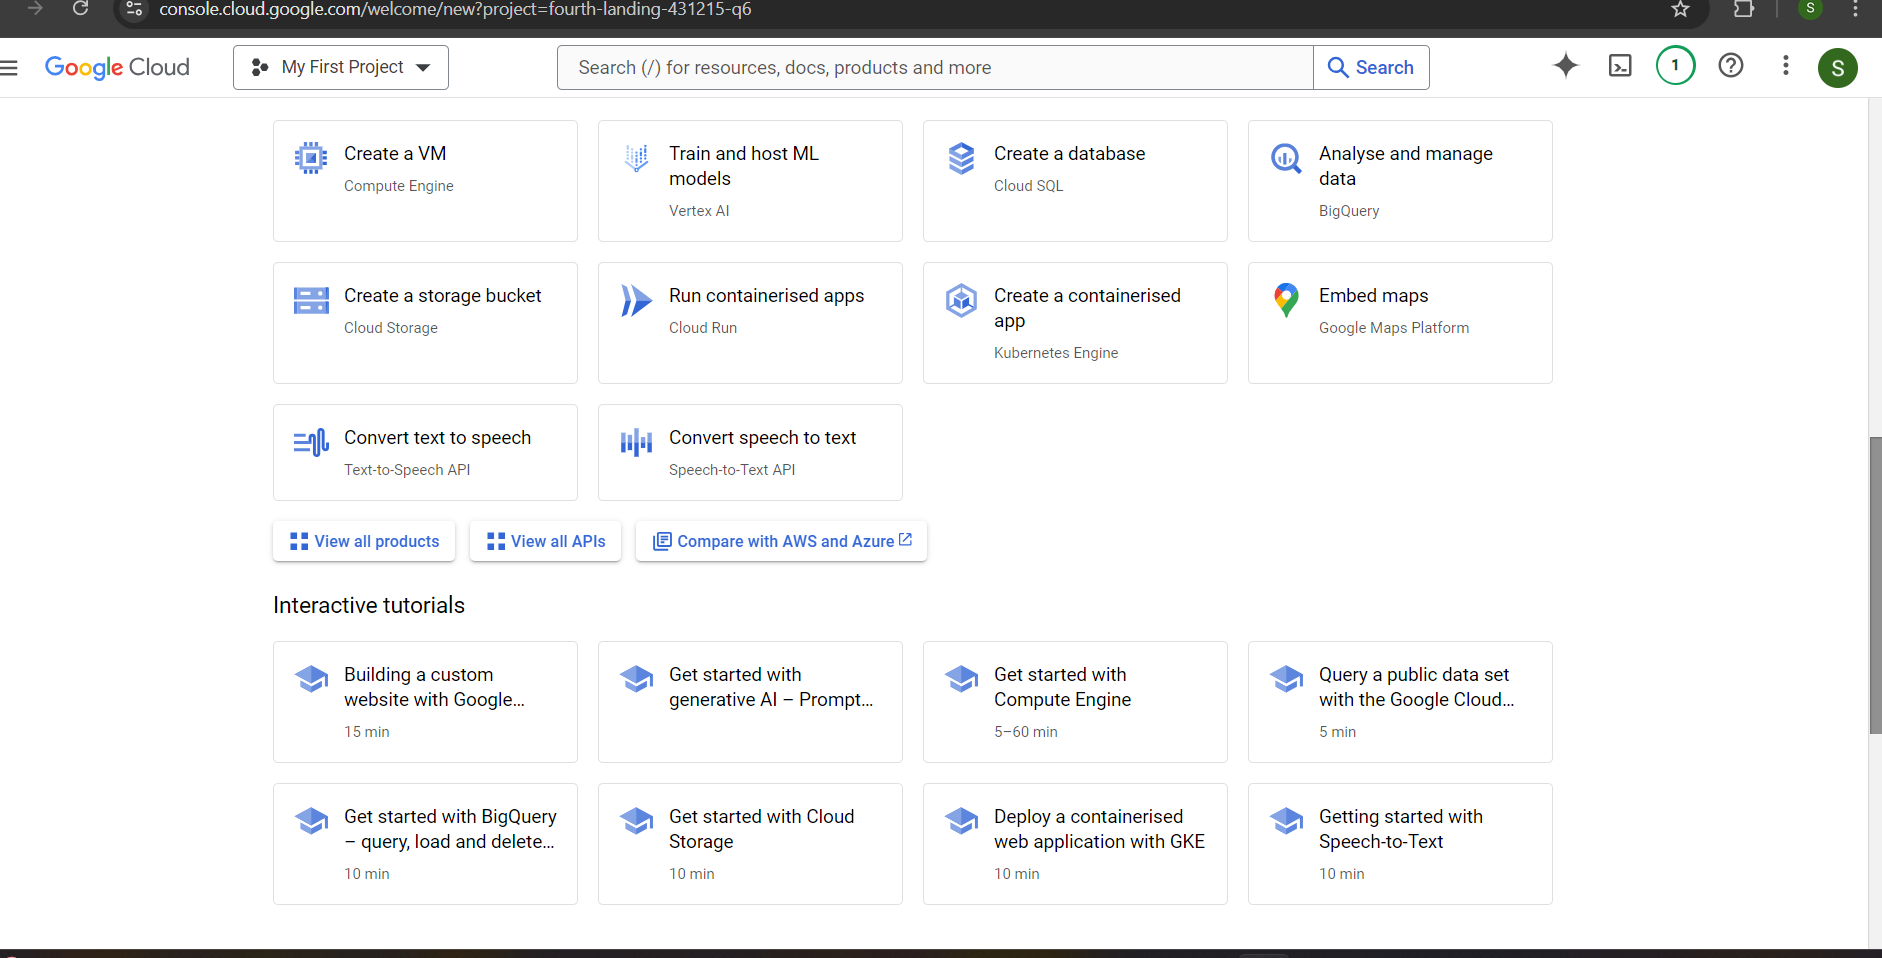 console.cloud.google.com/welcome/new?project=fourth-landing-431215-q6
S
Google Cloud
My First Project
Search (/) for resources, docs, products and more
Search
1
S
Create a VM
Compute Engine
Train and host ML
models
Vertex AI
Create a database
Cloud SQL
Analyse and manage
data
BigQuery
Create a storage bucket
Cloud Storage
Run containerised apps
Cloud Run
Create a containerised
app
Kubernetes Engine
Embed maps
Google Maps Platform
Convert text to speech
Text-to-Speech API
Convert speech to text
Speech-to-Text API
View all products
View all APIs
Compare with AWS and Azure
Interactive tutorials
Building a custom
website with Google...
15 min
Get started with
generative AI – Prompt...
Get started with
Compute Engine
5–60 min
Query a public data set
with the Google Cloud...
5 min
Get started with BigQuery
– query, load and delete...
10 min
Get started with Cloud
Storage
10 min
Deploy a containerised
web application with GKE
10 min
Getting started with
Speech-to-Text
10 min